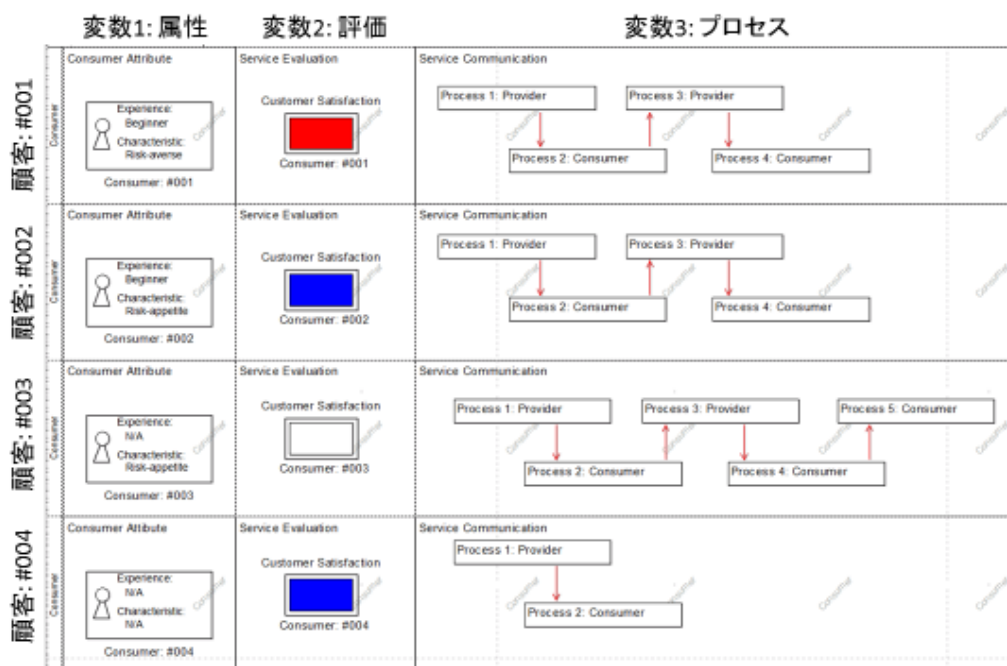 変数1: 属性
変数2: 評価
変数3: プロセス
顧客: #001
Consumer
Consumer Attribute
Experience:
Beginner
Characteristic:
Risk-averse
Consumer: #001
Service Evaluation
Customer Satisfaction
Consumer: #001
Service Communication
Process 1: Provider
Process 3: Provider
Process 2: Consumer
Process 4: Consumer
顧客: #002
Consumer
Consumer Attribute
Experience:
Beginner
Characteristic:
Risk-appetite
Consumer: #002
Service Evaluation
Customer Satisfaction
Consumer: #002
Service Communication
Process 1: Provider
Process 3: Provider
Process 2: Consumer
Process 4: Consumer
顧客: #003
Consumer
Consumer Attribute
Experience:
N/A
Characteristic:
Risk-appetite
Consumer: #003
Service Evaluation
Customer Satisfaction
Consumer: #003
Service Communication
Process 1: Provider
Process 3: Provider
Process 5: Consumer
Process 2: Consumer
Process 4: Consumer
顧客: #004
Consumer
Consumer Attibute
Experience:
N/A
Characteristic:
N/A
Consumer: #004
Service Evaluation
Customer Satisfaction
Consumer: #004
Service Communication
Process 1: Provider
Process 2: Consumer